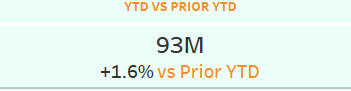 YTD VS PRIOR YTD
93M
+1.6% vs Prior YTD